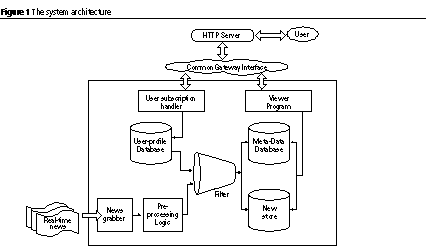 Figure 1 The system architecture
HTTP Server
User
Common Gateway Interface
User subscription
handler
Viewer
Program
User-profile
Database
Meta-Data
Database
Filter
Real-time
news
News
grabber
Pre-
processing
Logic
New
store